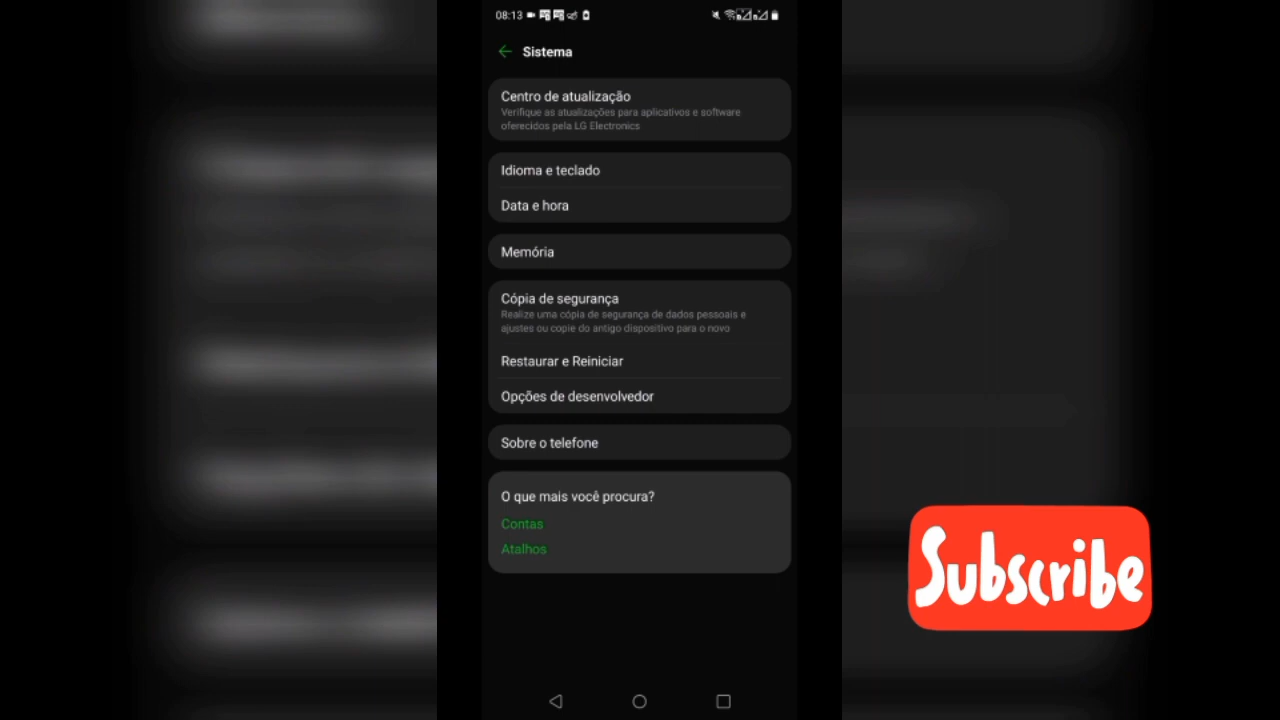 08:13
Sistema
Centro de atualização
Verifique as atualizações para aplicativos e software
oferecidos pela LG Electronics
Idioma e teclado
Data e hora
Memória
Cópia de segurança
Realize uma cópia de segurança de dados pessoais e
ajustes ou copie do antigo dispositivo para o novo
Restaurar e Reiniciar
Opções de desenvolvedor
Sobre o telefone
O que mais você procura?
Contas
Atalhos
Subscribe